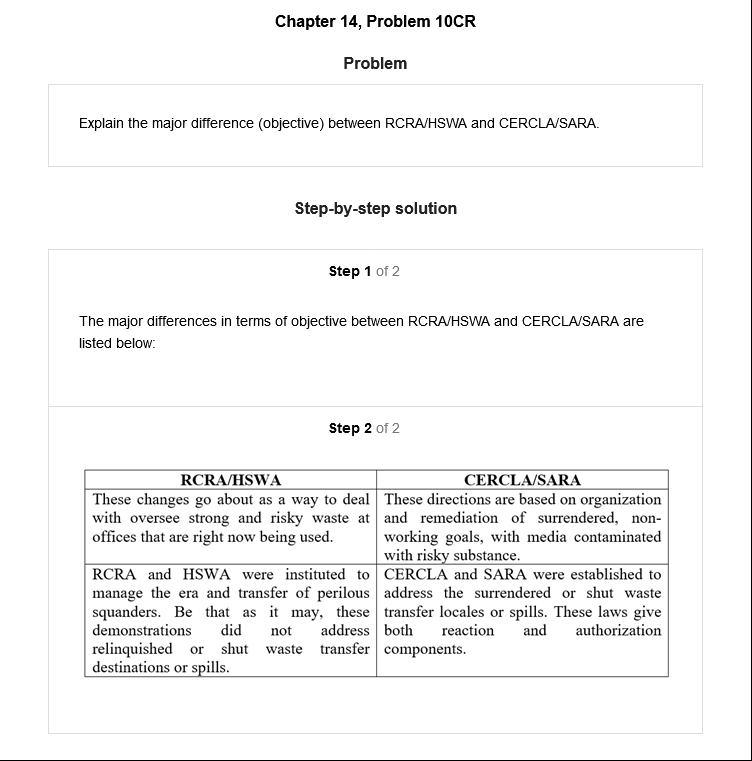 Chapter 14, Problem 10CR
Problem
Explain the major difference (objective) between RCRA/HSWA and CERCLA/SARA.
Step-by-step solution
Step 1 of 2
The major differences in terms of objective between RCRA/HSWA and CERCLA/SARA are
listed below:
Step 2 of 2
RCRA/HSWA
CERCLA/SARA
These changes go about as a way to deal
with oversee strong and risky waste at
offices that are right now being used.
These directions are based on organization
and remediation of surrendered, non-
working goals, with media contaminated
with risky substance.
RCRA and HSWA were instituted to
manage the era and transfer of perilous
squanders. Be that as it may, these
demonstrations did not address
relinquished or shut waste transfer
destinations or spills.
CERCLA and SARA were established to
address the surrendered or shut waste
transfer locales or spills. These laws give
both reaction and authorization
components.